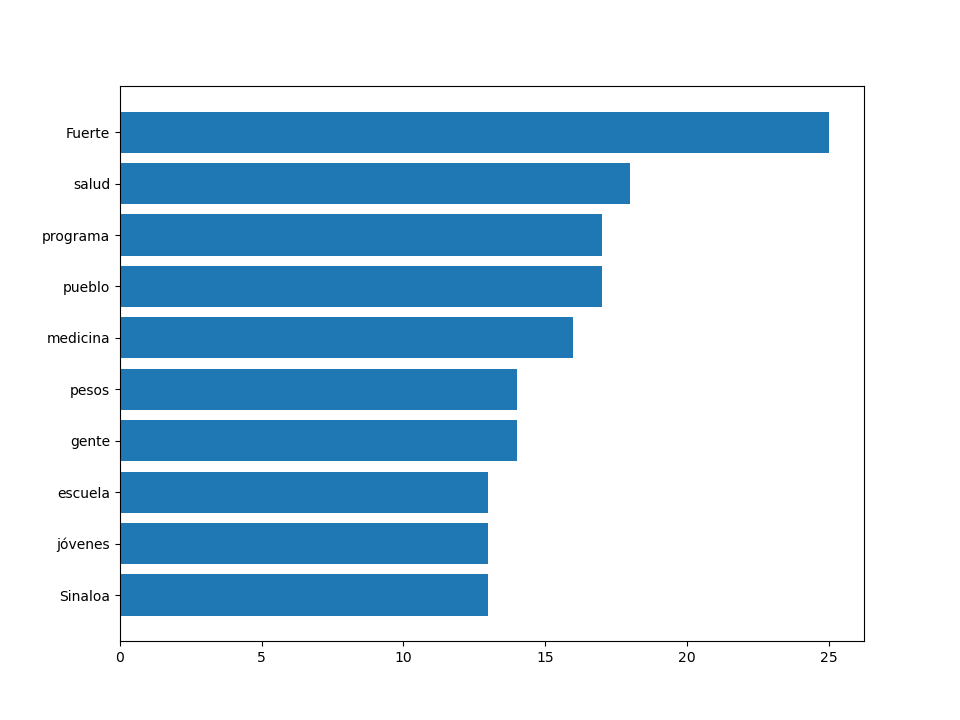 Fuerte
salud
programa
pueblo
medicina
pesos
gente
escuela
jóvenes
Sinaloa
0 5 10 15 20 25